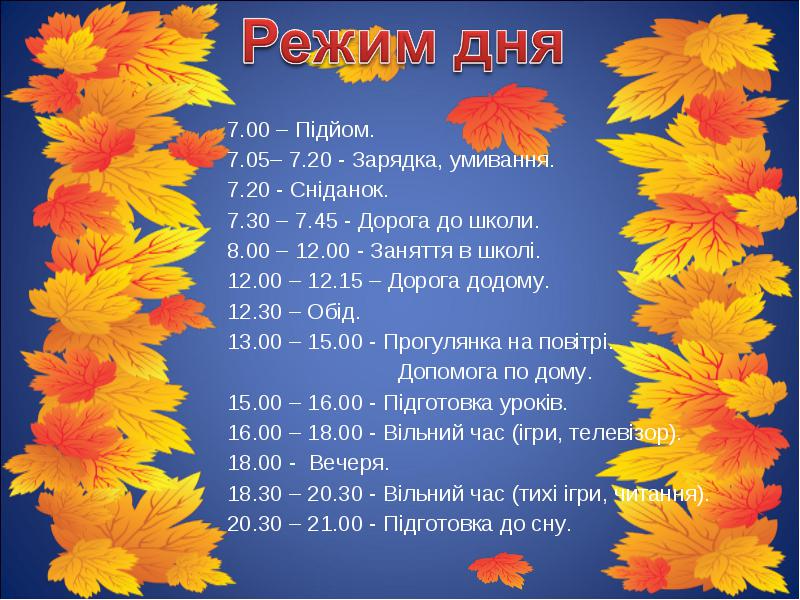 Режим дня
7.00 – Підйом.
7.05– 7.20 - Зарядка, умивання.
7.20 - Сніданок.
7.30 – 7.45 - Дорога до школи.
8.00 – 12.00 - Заняття в школі.
12.00 – 12.15 – Дорога додому.
12.30 – Обід.
13.00 – 15.00 - Прогулянка на повітрі.
Допомога по дому.
15.00 – 16.00 - Підготовка уроків.
16.00 – 18.00 - Вільний час (ігри, телевізор).
18.00 -  Вечеря.
18.30 – 20.30 - Вільний час (тихі ігри, читання).
20.30 – 21.00 - Підготовка до сну.